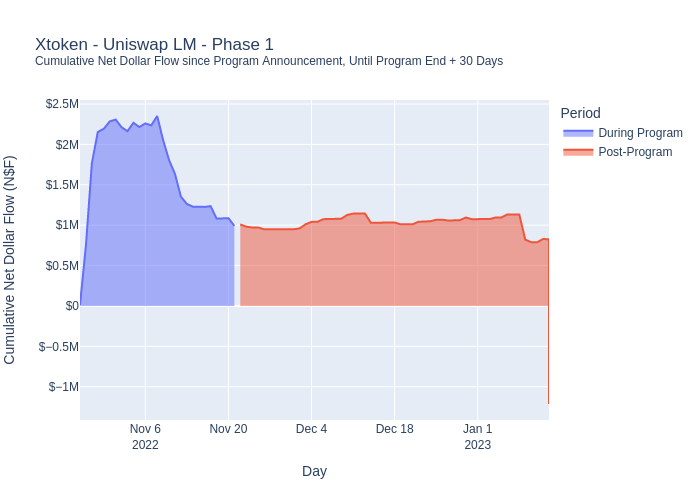 Xtoken - Uniswap LM - Phase 1
Cumulative Net Dollar Flow since Program Announcement, Until Program End + 30 Days
Period
During Program
Post-Program
Cumulative Net Dollar Flow (N$F)
$2.5M
$2M
$1.5M
$1M
$0.5M
$0
$−0.5M
$−1M
Nov 6
2022
Nov 20
Dec 4
Dec 18
Jan 1
2023
Day